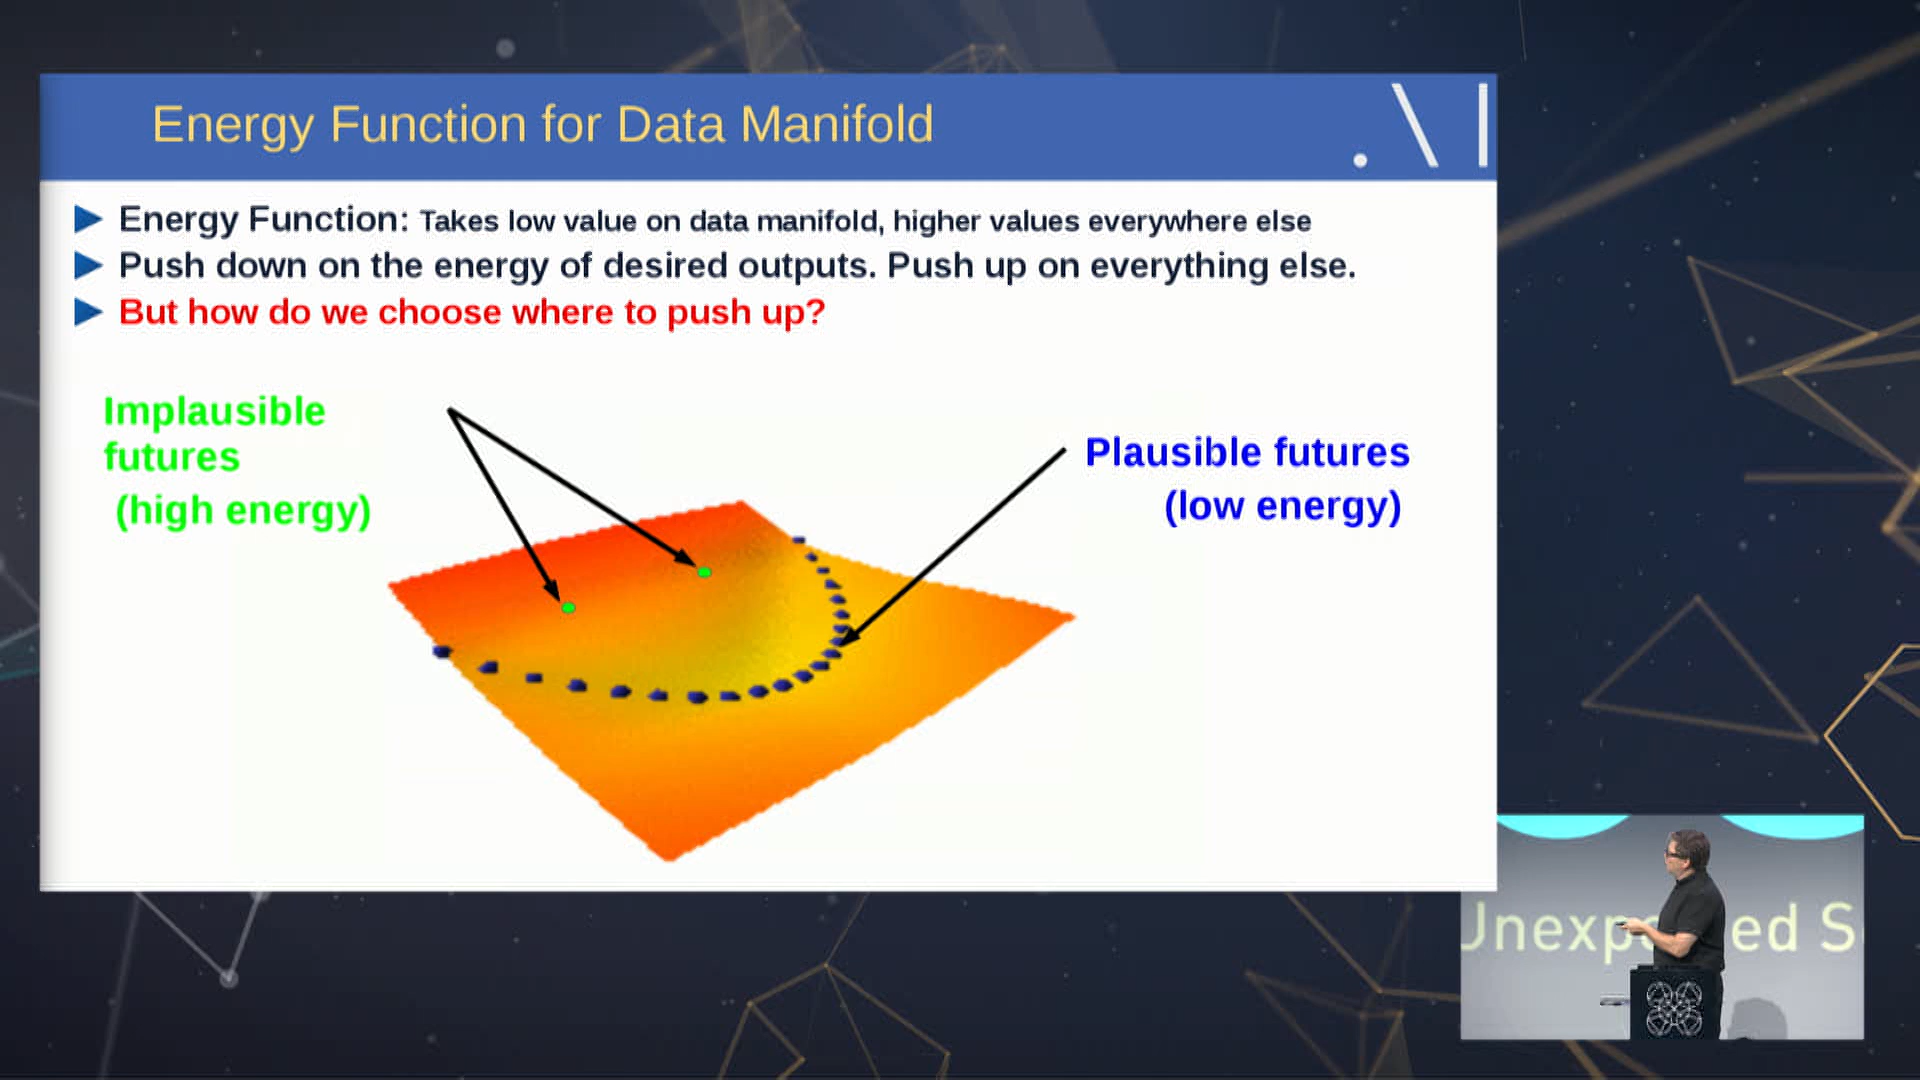 Energy Function for Data Manifold
Energy Function: Takes low value on data manifold, higher values everywhere else
Push down on the energy of desired outputs. Push up on everything else.
But how do we choose where to push up?
Implausible
futures
(high energy)
Plausible futures
(low energy)